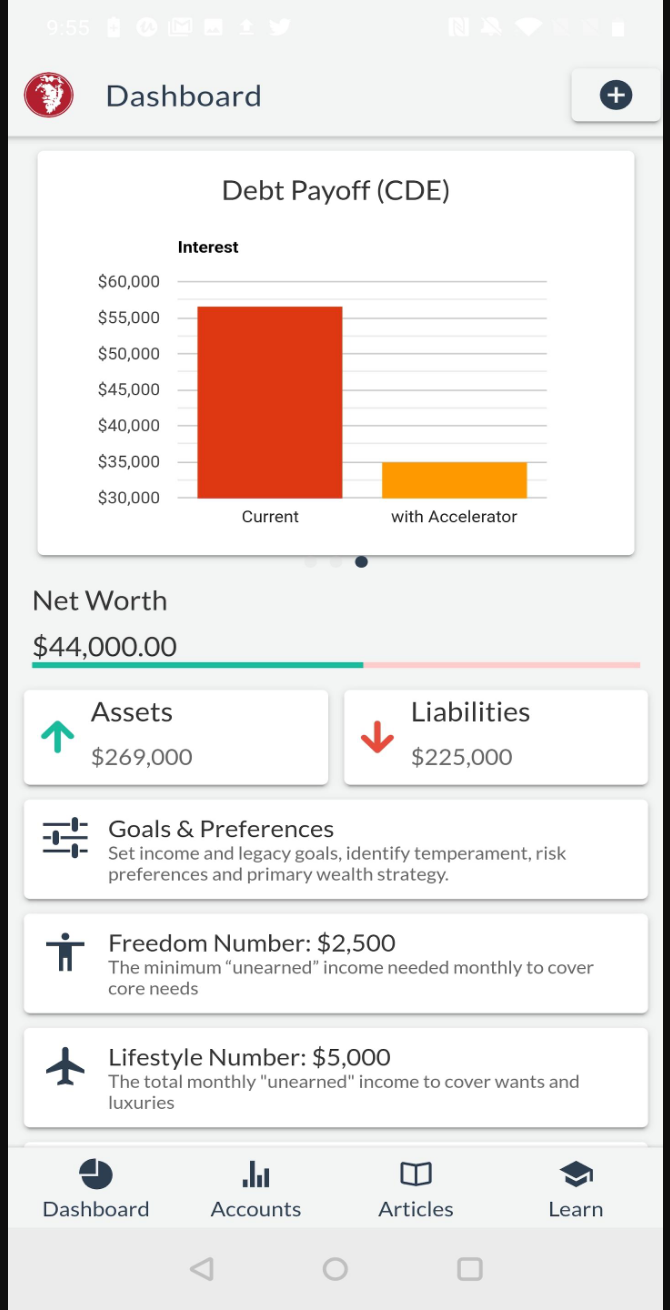 9:55
Dashboard
Debt Payoff (CDE)
Interest
$60,000
$55,000
$50,000
$45,000
$40,000
$35,000
$30,000
Current with Accelerator
Net Worth
$44,000.00
Assets
$269,000
Liabilities
$225,000
Goals & Preferences
Set income and legacy goals, identify temperament, risk
preferences and primary wealth strategy.
Freedom Number: $2,500
The minimum “unearned” income needed monthly to cover
core needs
Lifestyle Number: $5,000
The total monthly "unearned" income to cover wants and
luxuries
Dashboard Accounts Articles Learn